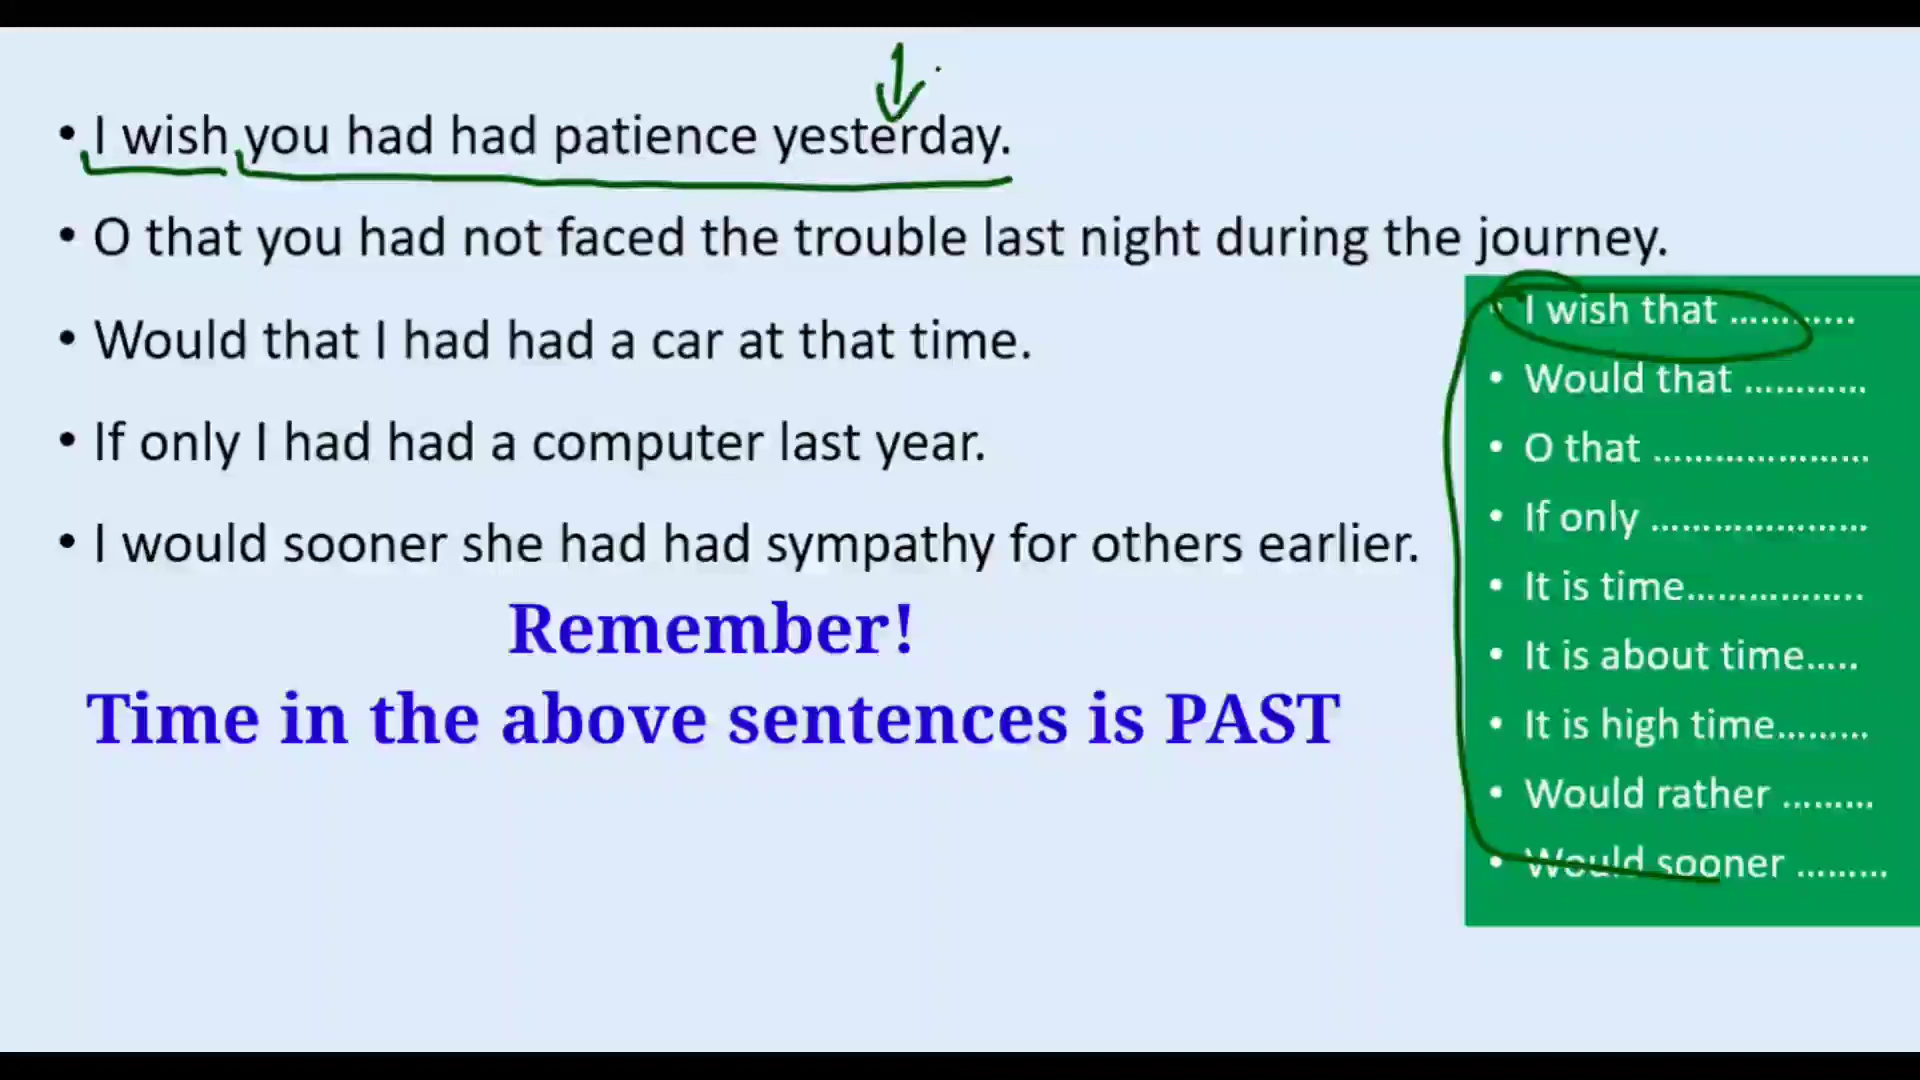 • I wish you had had patience yesterday.
• O that you had not faced the trouble last night during the journey.
• Would that I had had a car at that time.
• If only I had had a computer last year.
• I would sooner she had had sympathy for others earlier.
Remember!
Time in the above sentences is PAST
• I wish that ............
• Would that ............
• O that .....................
• If only .....................
• It is time.................
• It is about time.....
• It is high time.........
• Would rather .........
• Would sooner .........